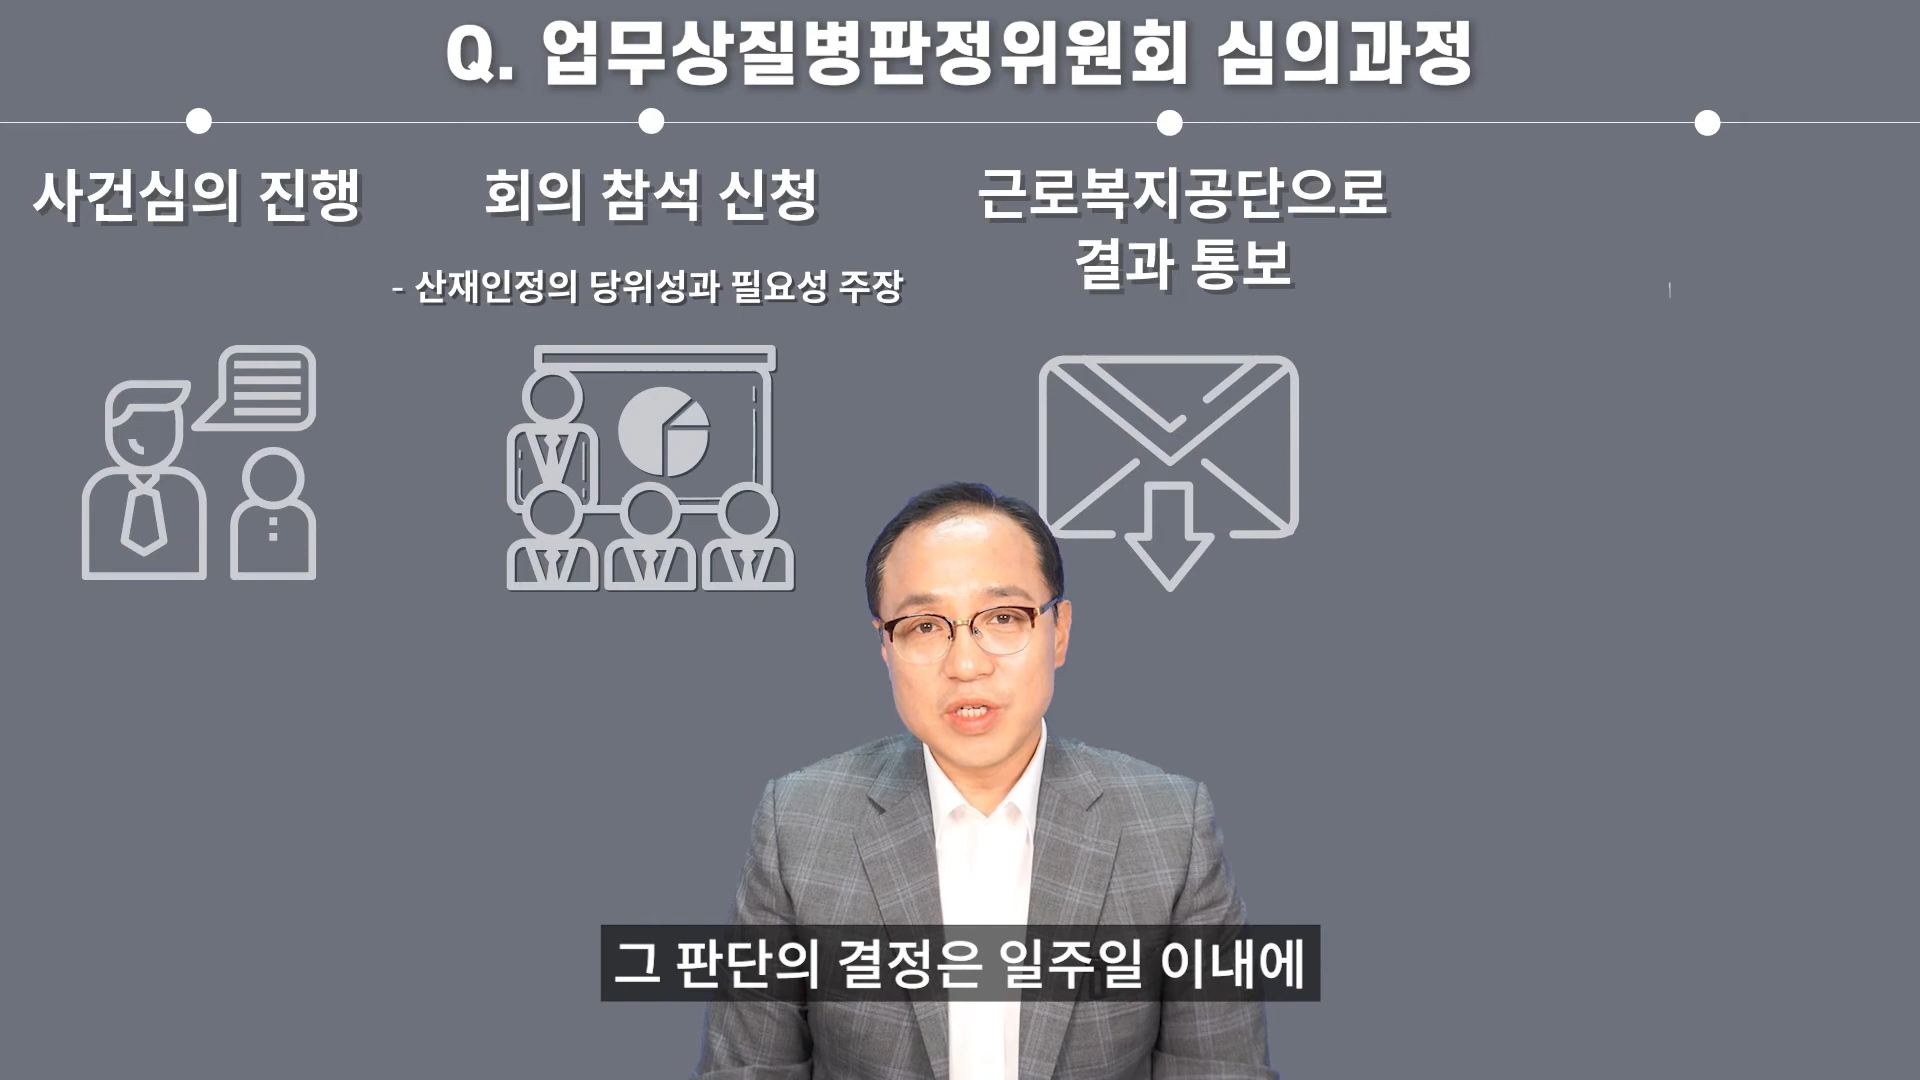 Q. 업무상질병판정위원회 심의과정
사건심의 진행
회의 참석 신청
- 산재인정의 당위성과 필요성 주장
근로복지공단으로
결과 통보
그 판단의 결정은 일주일 이내에